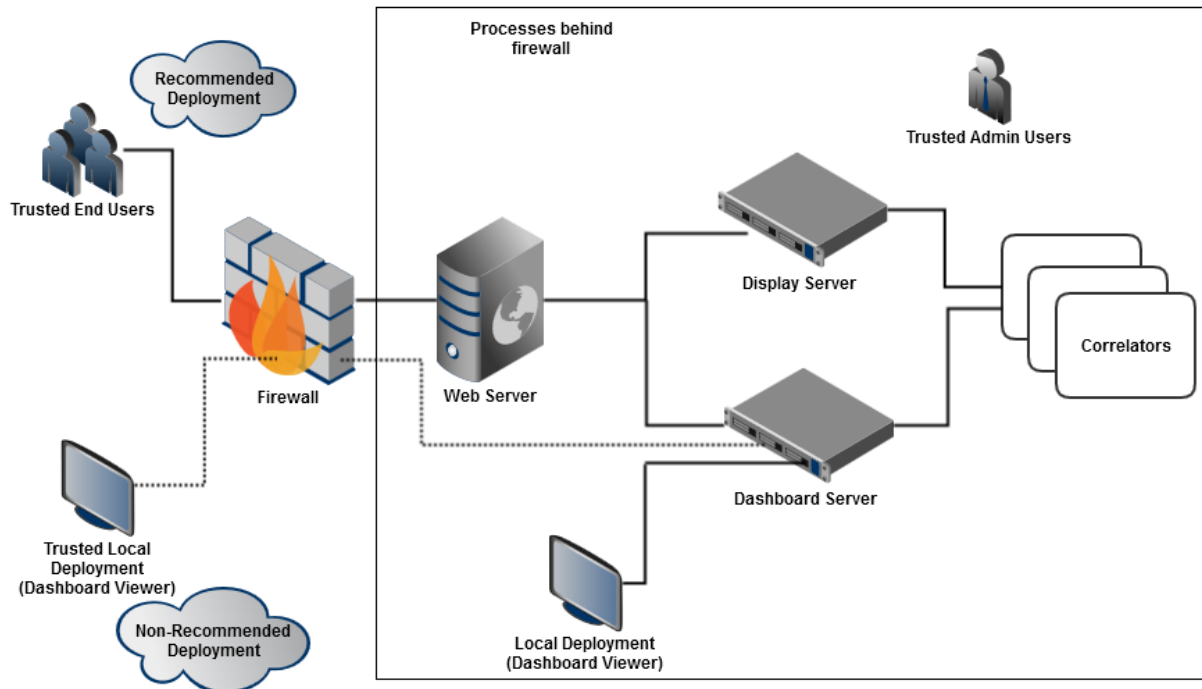 Processes behind
firewall
Recommended
Deployment
Trusted Admin Users
Trusted End Users
Display Server
Correlators
Firewall
Web Server
Dashboard Server
Trusted Local
Deployment
(Dashboard Viewer)
Non-Recommended
Deployment
Local Deployment
(Dashboard Viewer)